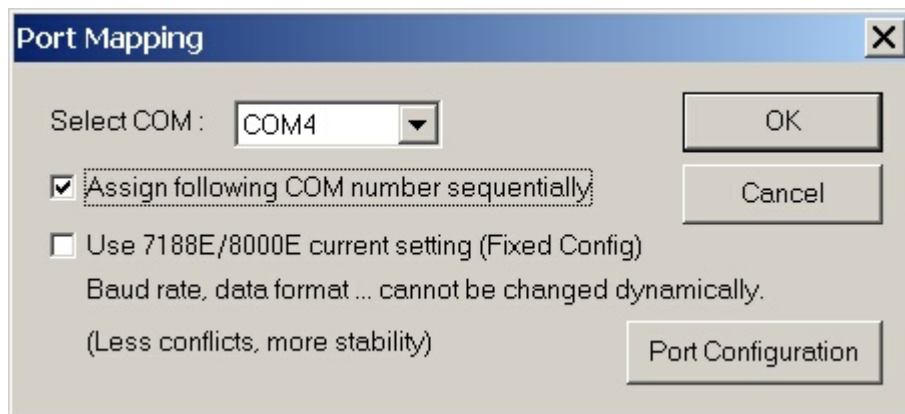 Port Mapping
Select COM : COM4
OK
Assign following COM number sequentially
Cancel
Use 7188E/8000E current setting (Fixed Config)
Baud rate, data format ... cannot be changed dynamically.
(Less conflicts, more stability)
Port Configuration